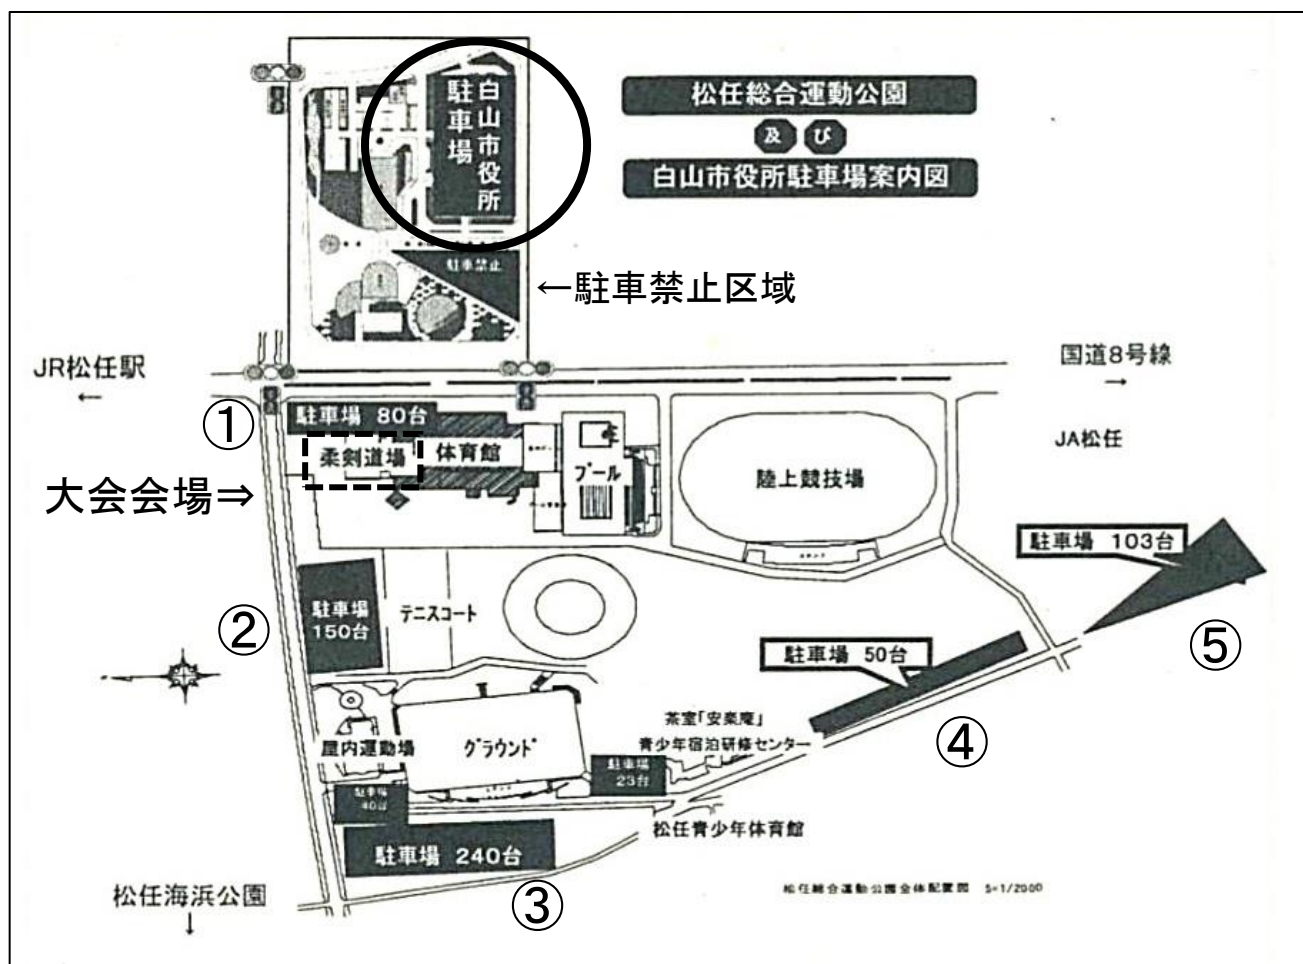 松任総合運動公園
及び
白山市役所駐車場案内図
白山市役所
駐車場
駐車禁止
←駐車禁止区域
JR松任駅
←
国道8号線
→
JA松任
①
駐車場 80台
柔剣道場
体育館
プール
大会会場⇒
陸上競技場
駐車場 103台
⑤
②
駐車場
150台
テニスコート
駐車場 50台
④
茶室「安楽庵」
青少年宿泊研修センター
屋内運動場
グラウンド
駐車場
23台
駐車場
40台
駐車場 240台
③
松任青少年体育館
松任海浜公園
↓
松任総合運動公園全体配置図 S=1/2000